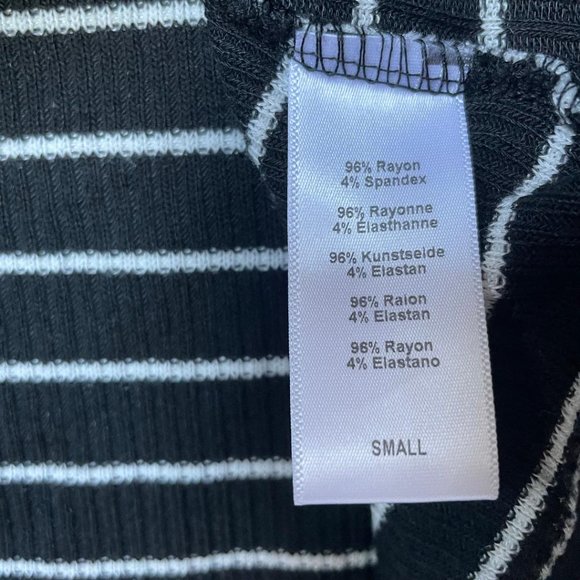 96% Rayon
4% Spandex
96% Rayonne
4% Élasthanne
96% Kunstseide
4% Elastan
96% Raion
4% Elastan
96% Rayon
4% Elastano
SMALL